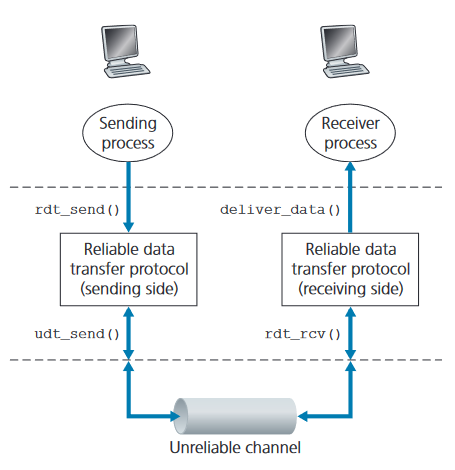 Sending
process
Receiver
process
rdt_send()
deliver_data()
Reliable data
transfer protocol
(sending side)
Reliable data
transfer protocol
(receiving side)
udt_send()
rdt_rcv()
Unreliable channel